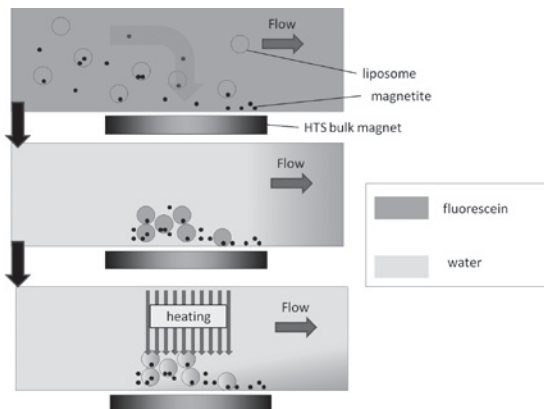 Flow
liposome
magnetite
HTS bulk magnet
Flow
fluorescein
water
heating
Flow